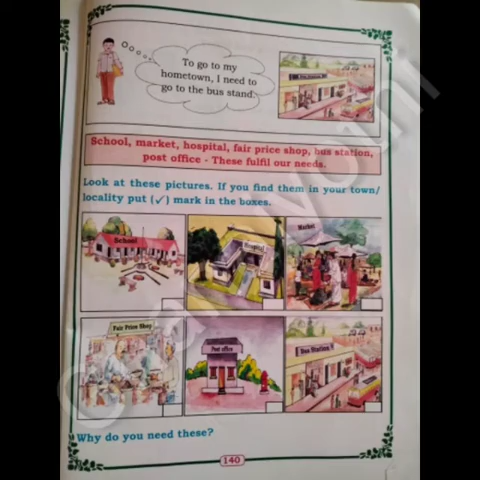 To go to my
hometown, I need to
go to the bus stand.
School, market, hospital, fair price shop, bus station,
post office - These fulfil our needs.
Look at these pictures. If you find them in your town/
locality put (✓) mark in the boxes.
School
Hospital
Market
Fair Price Shop
Post office
Bus Station
Why do you need these?
140